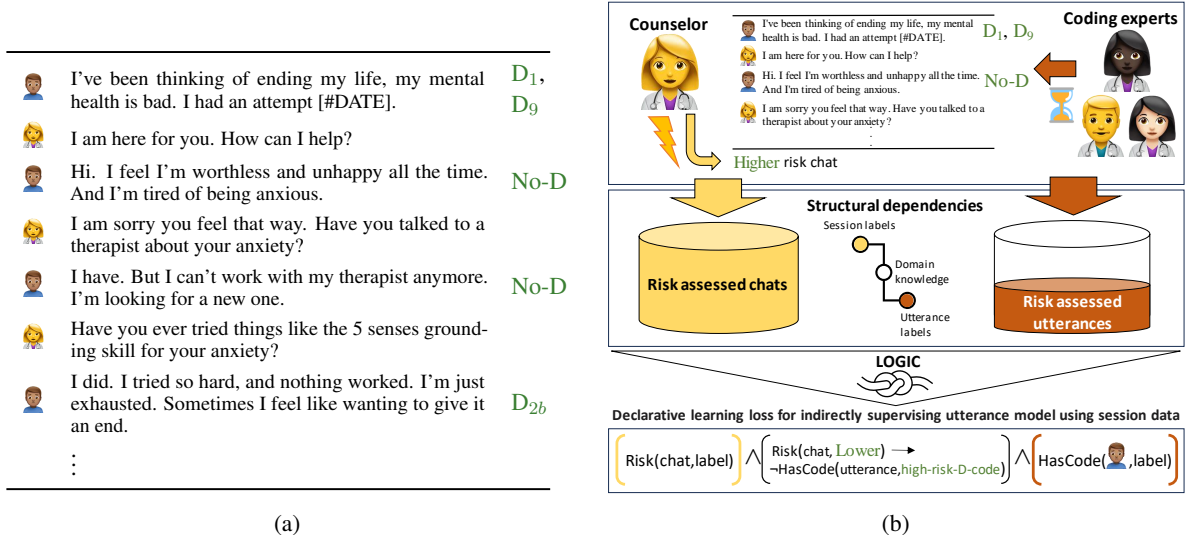 I've been thinking of ending my life, my mental
health is bad. I had an attempt [#DATE].
D1,
D9
I am here for you. How can I help?
Hi. I feel I'm worthless and unhappy all the time.
And I'm tired of being anxious.
No-D
I am sorry you feel that way. Have you talked to a
therapist about your anxiety?
I have. But I can't work with my therapist anymore.
I'm looking for a new one.
No-D
Have you ever tried things like the 5 senses ground-
ing skill for your anxiety?
I did. I tried so hard, and nothing worked. I'm just
exhausted. Sometimes I feel like wanting to give it
an end.
D2b
⋮
(a)
Counselor
I've been thinking of ending my life, my mental
health is bad. I had an attempt [#DATE].
D1, D9
I am here for you. How can I help?
Hi. I feel I'm worthless and unhappy all the time.
And I'm tired of being anxious.
No-D
I am sorry you feel that way. Have you talked to a
therapist about your anxiety?
⋮
Coding experts
Higher risk chat
Structural dependencies
Session labels
Domain
knowledge
Utterance
labels
Risk assessed chats
Risk assessed
utterances
LOGIC
Declarative learning loss for indirectly supervising utterance model using session data
Risk(chat,label)
∧
Risk(chat, Lower) →
¬HasCode(utterance,high-risk-D-code)
∧
HasCode(👨🏽,label)
(b)